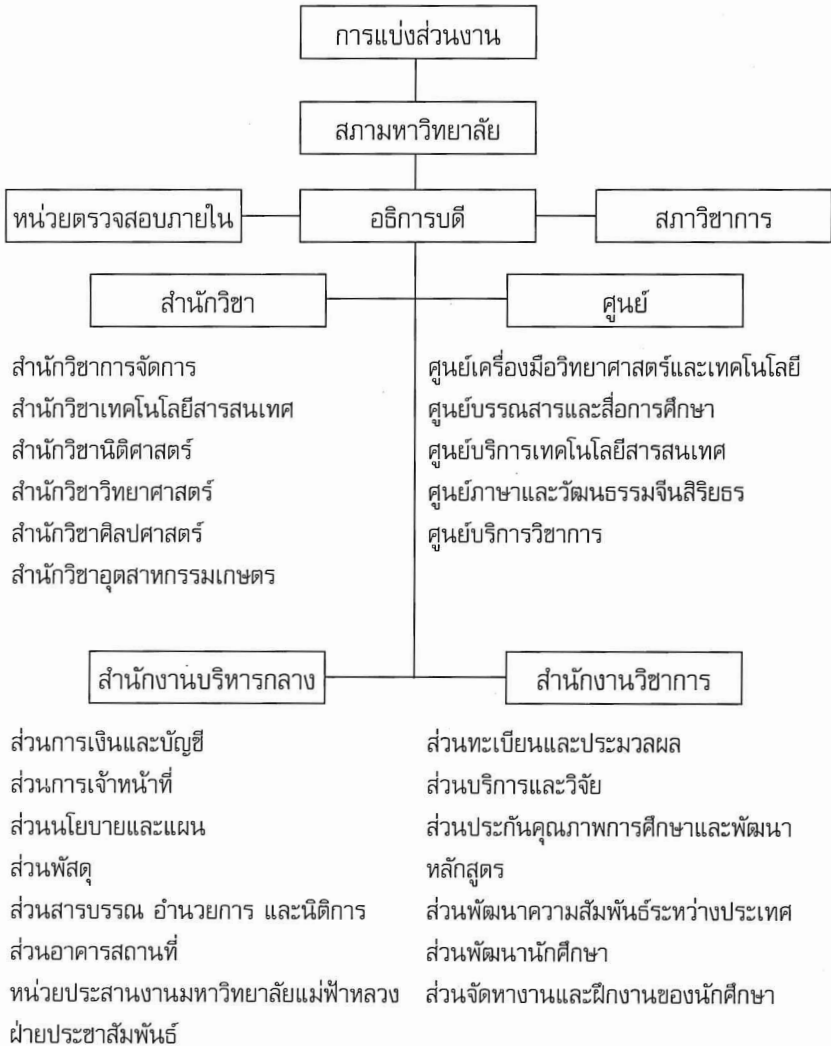 การแบ่งส่วนงาน
สภามหาวิทยาลัย
หน่วยตรวจสอบภายใน
อธิการบดี
สภาวิชาการ
สำนักวิชา
ศูนย์
สำนักวิชาการจัดการ
สำนักวิชาเทคโนโลยีสารสนเทศ
สำนักวิชานิติศาสตร์
สำนักวิชาวิทยาศาสตร์
สำนักวิชาศิลปศาสตร์
สำนักวิชาอุตสาหกรรมเกษตร
ศูนย์เครื่องมือวิทยาศาสตร์และเทคโนโลยี
ศูนย์บรรณสารและสื่อการศึกษา
ศูนย์บริการเทคโนโลยีสารสนเทศ
ศูนย์ภาษาและวัฒนธรรมจีนสิริยธร
ศูนย์บริการวิชาการ
สำนักงานบริหารกลาง
สำนักงานวิชาการ
ส่วนการเงินและบัญชี
ส่วนการเจ้าหน้าที่
ส่วนนโยบายและแผน
ส่วนพัสดุ
ส่วนสารบรรณ อำนวยการ และนิติการ
ส่วนอาคารสถานที่
หน่วยประสานงานมหาวิทยาลัยแม่ฟ้าหลวง
ฝ่ายประชาสัมพันธ์
ส่วนทะเบียนและประมวลผล
ส่วนบริการและวิจัย
ส่วนประกันคุณภาพการศึกษาและพัฒนา
หลักสูตร
ส่วนพัฒนาความสัมพันธ์ระหว่างประเทศ
ส่วนพัฒนานักศึกษา
ส่วนจัดหางานและฝึกงานของนักศึกษา